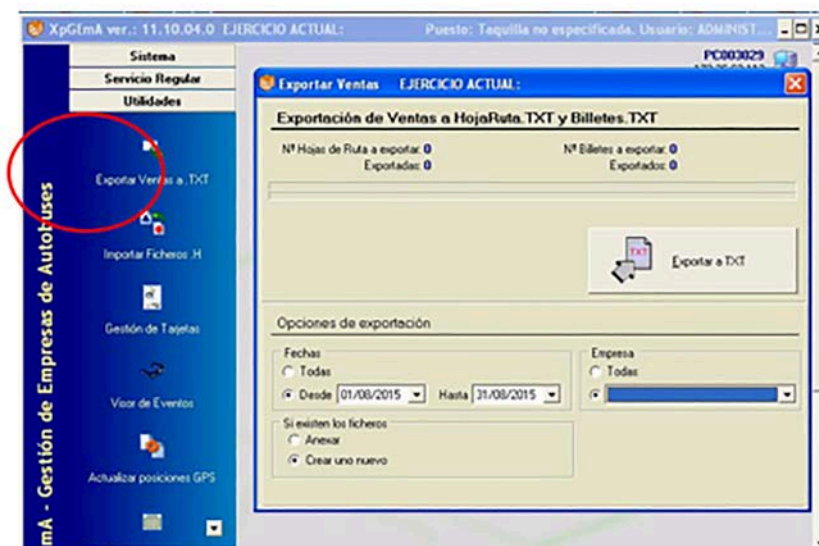 XpGEmA ver.: 11.10.04.0 EJERCICIO ACTUAL: Puesto: Taquilla no especificada. Usuario: ADMINIST...
Sistema
Servicio Regular
Utilidades
PC003029
Exportar Ventas a .TXT
Importar Ficheros .H
Gestión de Tarjetas
Visor de Eventos
Actualizar posiciones GPS
mA - Gestión de Empresas de Autobuses
Exportar Ventas EJERCICIO ACTUAL:
Exportación de Ventas a HojaRuta.TXT y Billetes.TXT
Nº Hojas de Ruta a exportar: 0 Nº Billetes a exportar: 0
Exportadas: 0 Exportados: 0
TXT
Exportar a TXT
Opciones de exportación
Fechas Empresa
Todas Todas
Desde 01/08/2015 Hasta 31/08/2015
Si existen los ficheros
Anexar
Crear uno nuevo